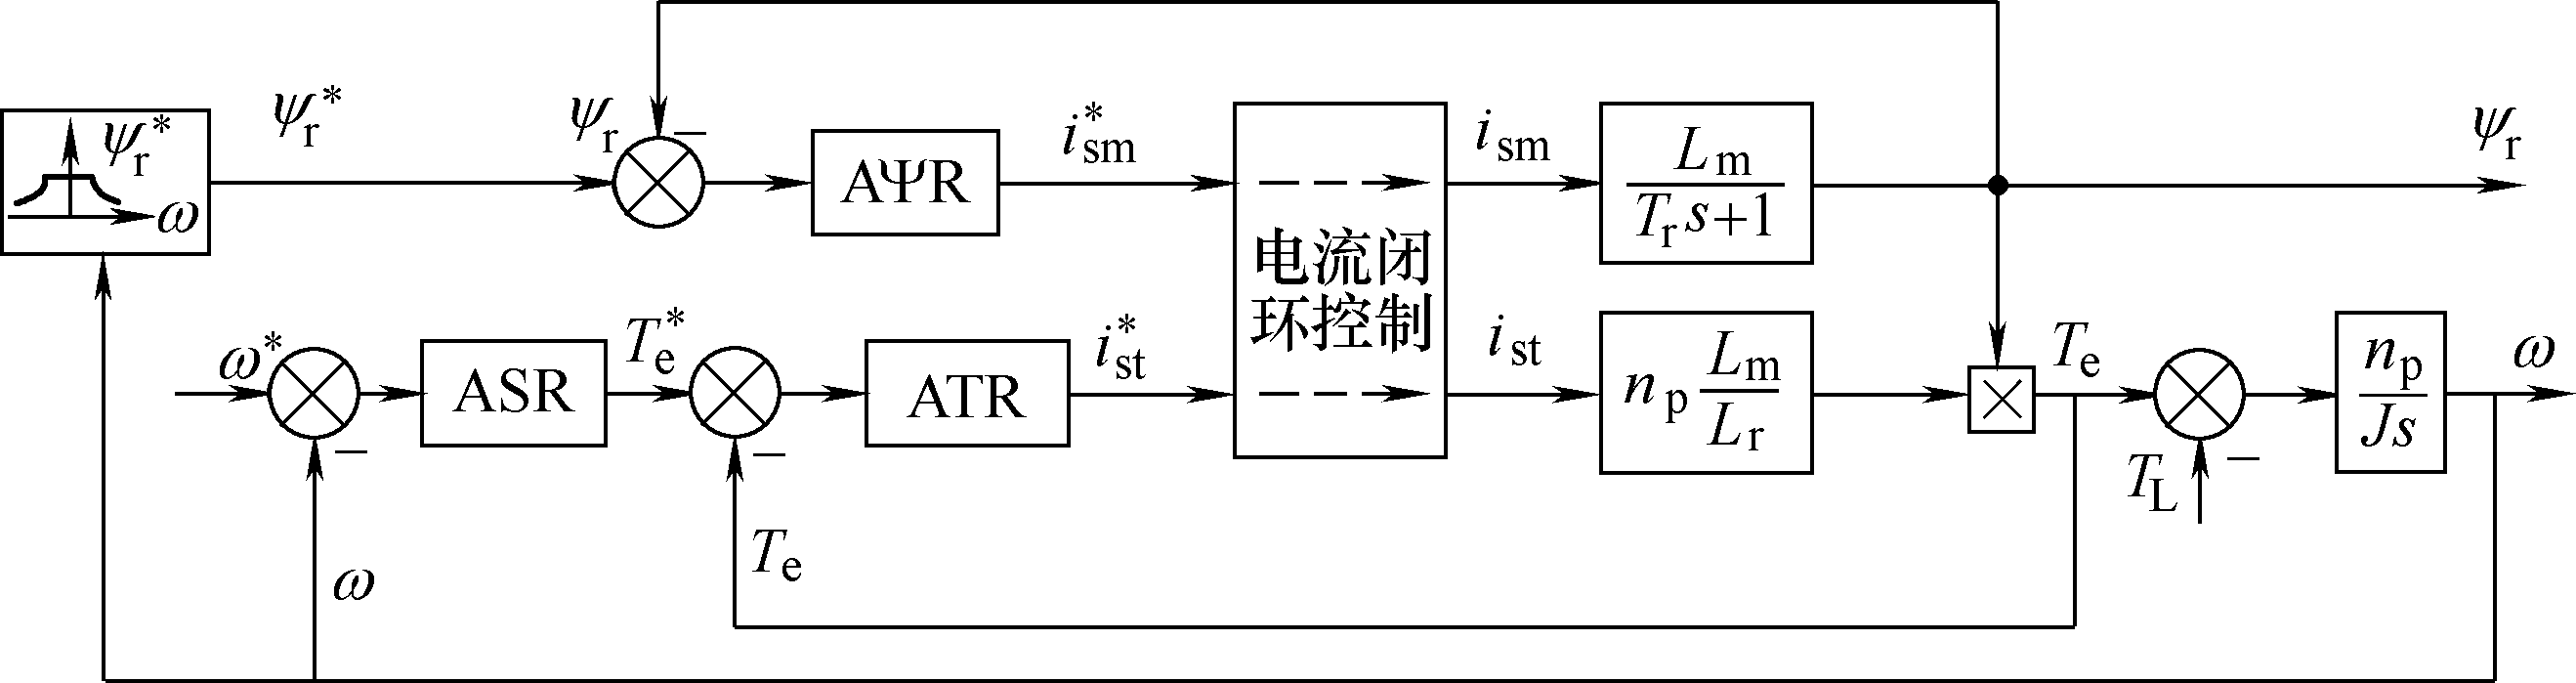 ψr*
ω
ψr*
ψr
−
AΨR
i*sm
电流闭
环控制
ism
Lm
Trs+1
ψr
ω*
−
ω
ASR
Te*
−
Te
ATR
i*st
ist
np Lm
Lr
×
Te
TL
−
np
Js
ω